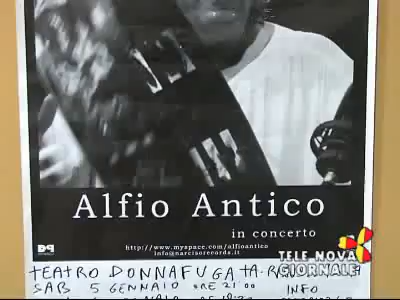 Alfio Antico
in concerto
http://www.myspace.com/alfioantico
info@narcisorecords.it
TELE NOVA
GIORNALE
TEATRO DONNAFUGATA
SAB 5 GENNAIO ORE 21.00
INFO